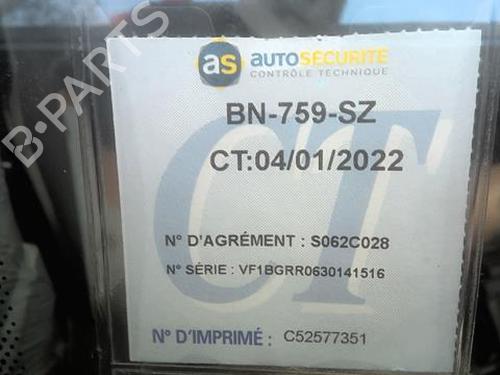 as AUTOSECURITE
CONTRÔLE TECHNIQUE
BN-759-SZ
CT:04/01/2022
CT
N° D'AGRÉMENT : S062C028
N° SÉRIE : VF1BGRR0630141516
N° D'IMPRIMÉ : C52577351
B-PARTS